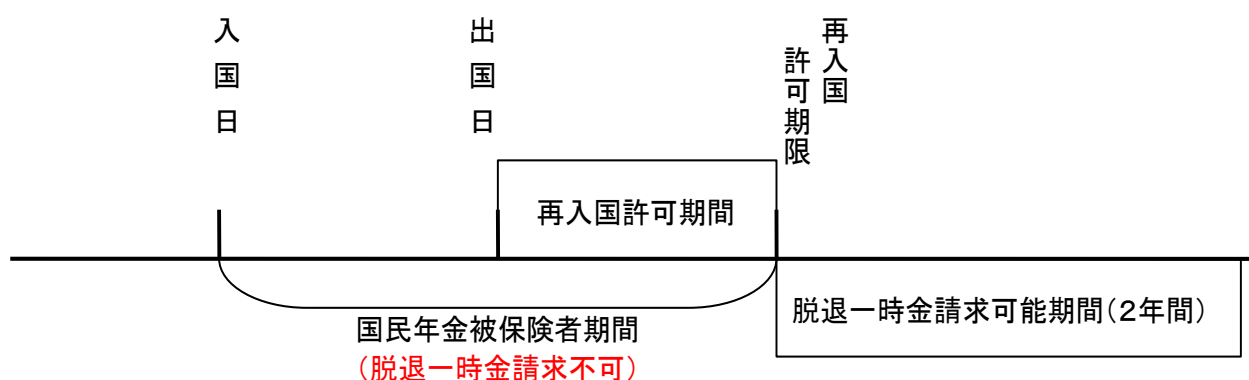 入国日
出国日
再入国
許可期限
再入国許可期間
国民年金被保険者期間
（脱退一時金請求不可）
脱退一時金請求可能期間（２年間）